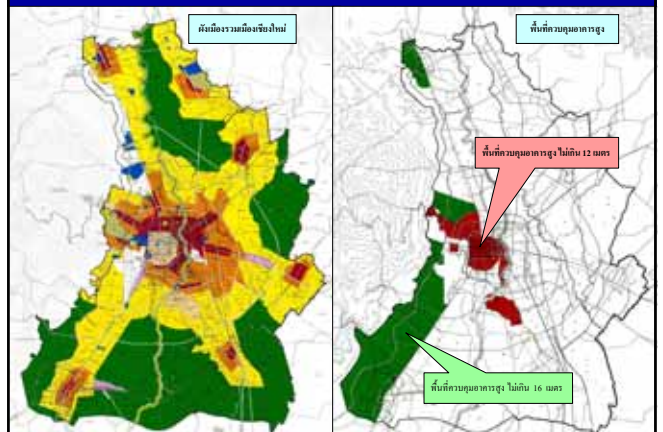 ผังเมืองรวมเมืองเชียงใหม่
พื้นที่ควบคุมอาคารสูง
พื้นที่ควบคุมอาคารสูง ไม่เกิน 12 เมตร
พื้นที่ควบคุมอาคารสูง ไม่เกิน 16 เมตร